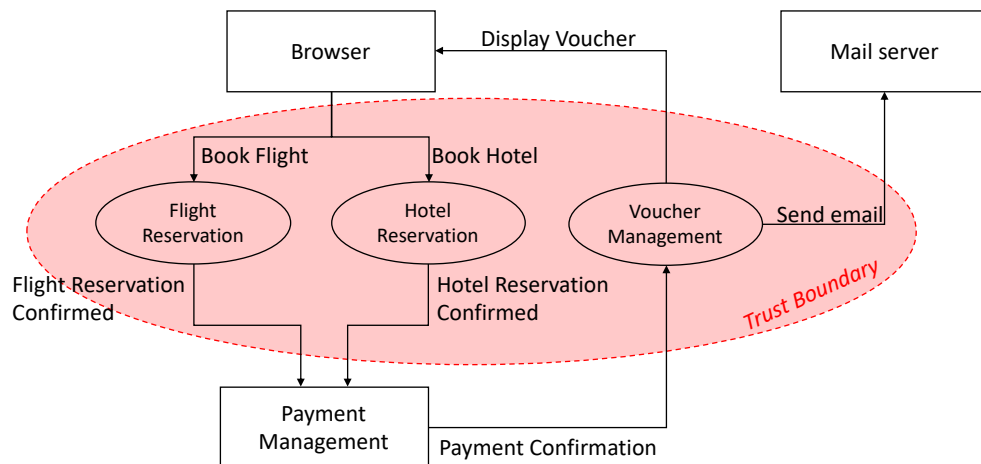 Browser
Display Voucher
Mail server
Book Flight
Book Hotel
Flight
Reservation
Hotel
Reservation
Voucher
Management
Send email
Flight Reservation
Confirmed
Hotel Reservation
Confirmed
Trust Boundary
Payment
Management
Payment Confirmation